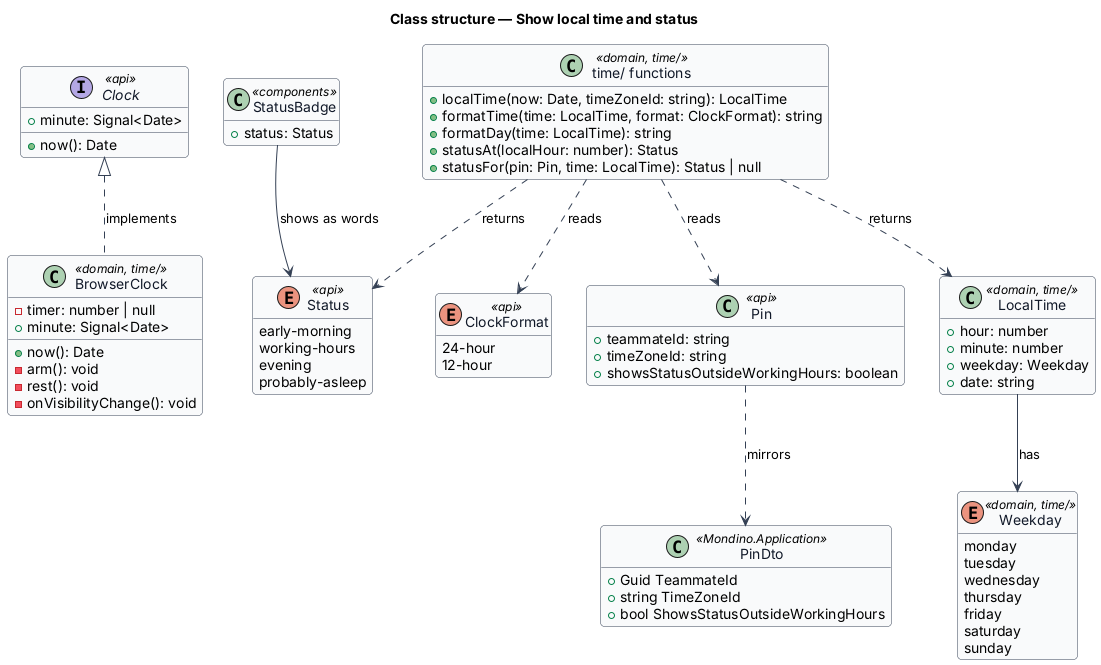 Class structure — Show local time and status
«api»
Clock
minute: Signal<Date>
now(): Date
«components»
StatusBadge
status: Status
«domain, time/»
time/ functions
localTime(now: Date, timeZoneId: string): LocalTime
formatTime(time: LocalTime, format: ClockFormat): string
formatDay(time: LocalTime): string
statusAt(localHour: number): Status
statusFor(pin: Pin, time: LocalTime): Status | null
implements
shows as words
returns
reads
reads
returns
«domain, time/»
BrowserClock
timer: number | null
minute: Signal<Date>
now(): Date
arm(): void
rest(): void
onVisibilityChange(): void
«api»
Status
early-morning
working-hours
evening
probably-asleep
«api»
ClockFormat
24-hour
12-hour
«api»
Pin
teammateId: string
timeZoneId: string
showsStatusOutsideWorkingHours: boolean
«domain, time/»
LocalTime
hour: number
minute: number
weekday: Weekday
date: string
mirrors
has
«Mondino.Application»
PinDto
Guid TeammateId
string TimeZoneId
bool ShowsStatusOutsideWorkingHours
«domain, time/»
Weekday
monday
tuesday
wednesday
thursday
friday
saturday
sunday